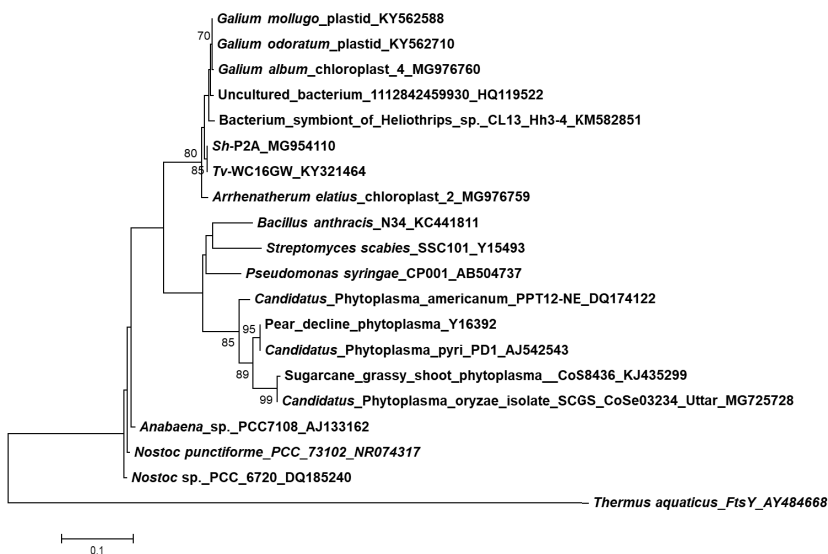 Galium mollugo_plastid_KY562588
70
Galium odoratum_plastid_KY562710
Galium album_chloroplast_4_MG976760
Uncultured_bacterium_1112842459930_HQ119522
Bacterium_symbiont_of_Heliothrips_sp._CL13_Hh3-4_KM582851
Sh-P2A_MG954110
80
85
Tv-WC16GW_KY321464
Arrhenatherum elatius_chloroplast_2_MG976759
Bacillus anthracis_N34_KC441811
Streptomyces scabies_SSC101_Y15493
Pseudomonas syringae_CP001_AB504737
Candidatus_Phytoplasma_americanum_PPT12-NE_DQ174122
95
Pear_decline_phytoplasma_Y16392
85
Candidatus_Phytoplasma_pyri_PD1_AJ542543
89
Sugarcane_grassy_shoot_phytoplasma__CoS8436_KJ435299
99
Candidatus_Phytoplasma_oryzae_isolate_SCGS_CoSe03234_Uttar_MG725728
Anabaena_sp._PCC7108_AJ133162
Nostoc punctiforme_PCC_73102_NR074317
Nostoc sp._PCC_6720_DQ185240
Thermus aquaticus_FtsY_AY484668
0.1